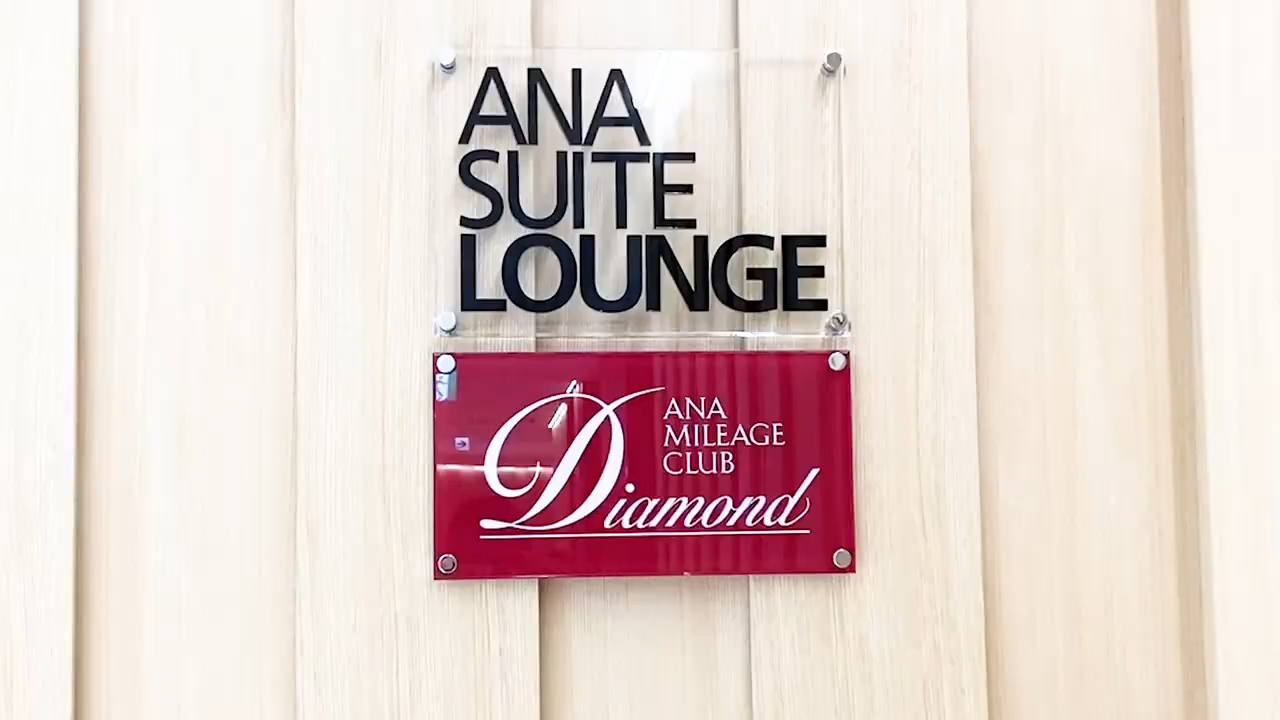 ANA
SUITE
LOUNGE
ANA
MILEAGE
CLUB
Diamond